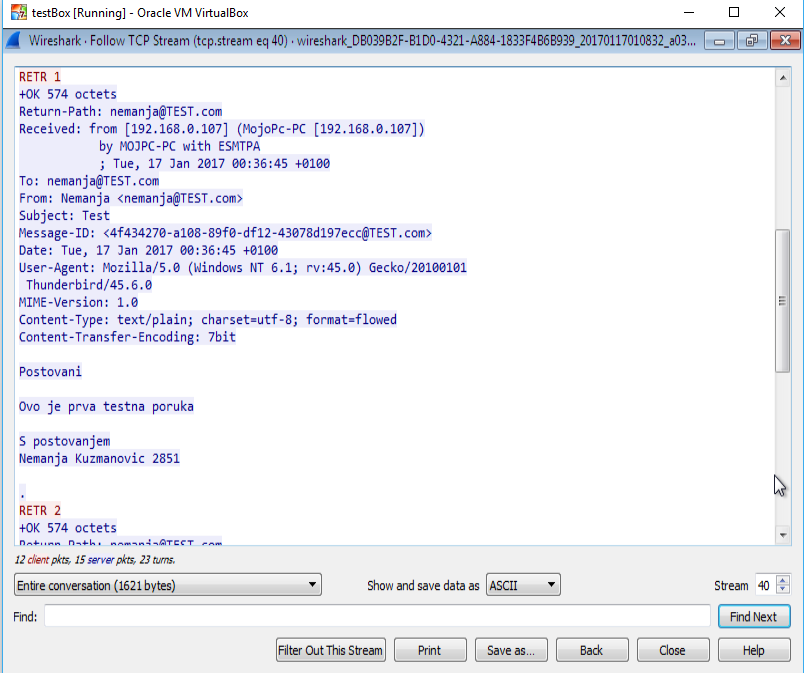 testBox [Running] - Oracle VM VirtualBox
Wireshark · Follow TCP Stream (tcp.stream eq 40) · wireshark_DB039B2F-B1D0-4321-A884-1833F4B6B939_20170117010832_a03...
RETR 1
+OK 574 octets
Return-Path: nemanja@TEST.com
Received: from [192.168.0.107] (MojoPc-PC [192.168.0.107])
by MOJPC-PC with ESMTPA
; Tue, 17 Jan 2017 00:36:45 +0100
To: nemanja@TEST.com
From: Nemanja <nemanja@TEST.com>
Subject: Test
Message-ID: <4f434270-a108-89f0-df12-43078d197ecc@TEST.com>
Date: Tue, 17 Jan 2017 00:36:45 +0100
User-Agent: Mozilla/5.0 (Windows NT 6.1; rv:45.0) Gecko/20100101
Thunderbird/45.6.0
MIME-Version: 1.0
Content-Type: text/plain; charset=utf-8; format=flowed
Content-Transfer-Encoding: 7bit
Postovani
Ovo je prva testna poruka
S postovanjem
Nemanja Kuzmanovic 2851
.
RETR 2
+OK 574 octets
Return-Path: nemanja@TEST.com
12 client pkts, 15 server pkts, 23 turns.
Entire conversation (1621 bytes) Show and save data as ASCII Stream 40
Find: Find Next
Filter Out This Stream Print Save as... Back Close Help